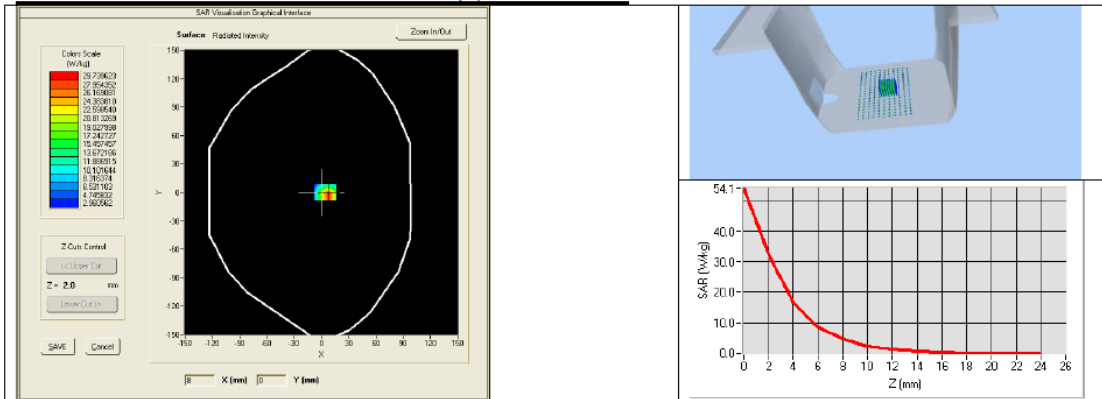 SAR Visualisation Graphical Interface
Surface Radiated Intensity
Zoom In/Out
Colors Scale
(W/kg)
29.739623
27.954352
26.169081
24.383810
22.598540
20.813269
19.027998
17.242727
15.457457
13.672186
11.886915
10.101644
8.316374
6.531103
4.745832
2.960562
Z-Cuts Control
<< Upper Cut
Z = 2.0 mm
Lower Cut >>
SAVE Cancel
150
120
90
60
30
0
-30
-60
-90
-120
-150
Y
-150 -120 -90 -60 -30 0 30 60 90 120 150
X
8 X (mm) 0 Y (mm)
54.1
40.0
30.0
20.0
10.0
0.0
SAR (W/kg)
0 2 4 6 8 10 12 14 16 18 20 22 24 26
Z (mm)